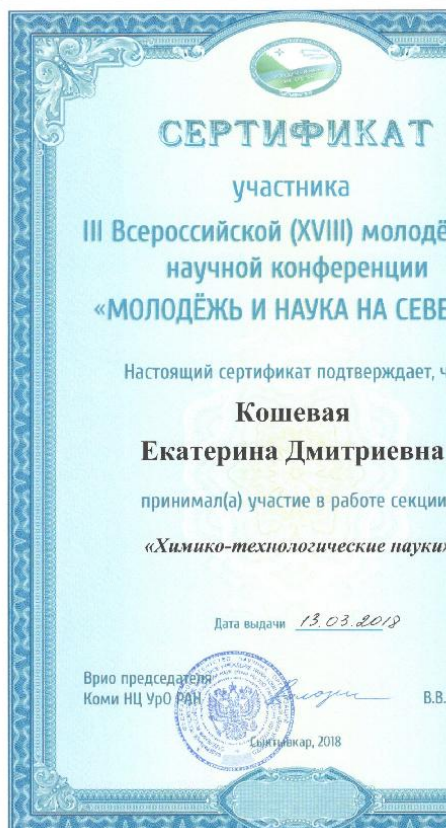 СЕРТИФИКАТ
участника
III Всероссийской (XVIII) молодё
научной конференции
«МОЛОДЁЖЬ И НАУКА НА СЕВЕ
Настоящий сертификат подтверждает, ч
Кошевая
Екатерина Дмитриевна
принимал(а) участие в работе секции
«Химико-технологические науки»
Дата выдачи 13.03.2018
Врио председателя
Коми НЦ УрО РАН
В.В.
Сыктывкар, 2018